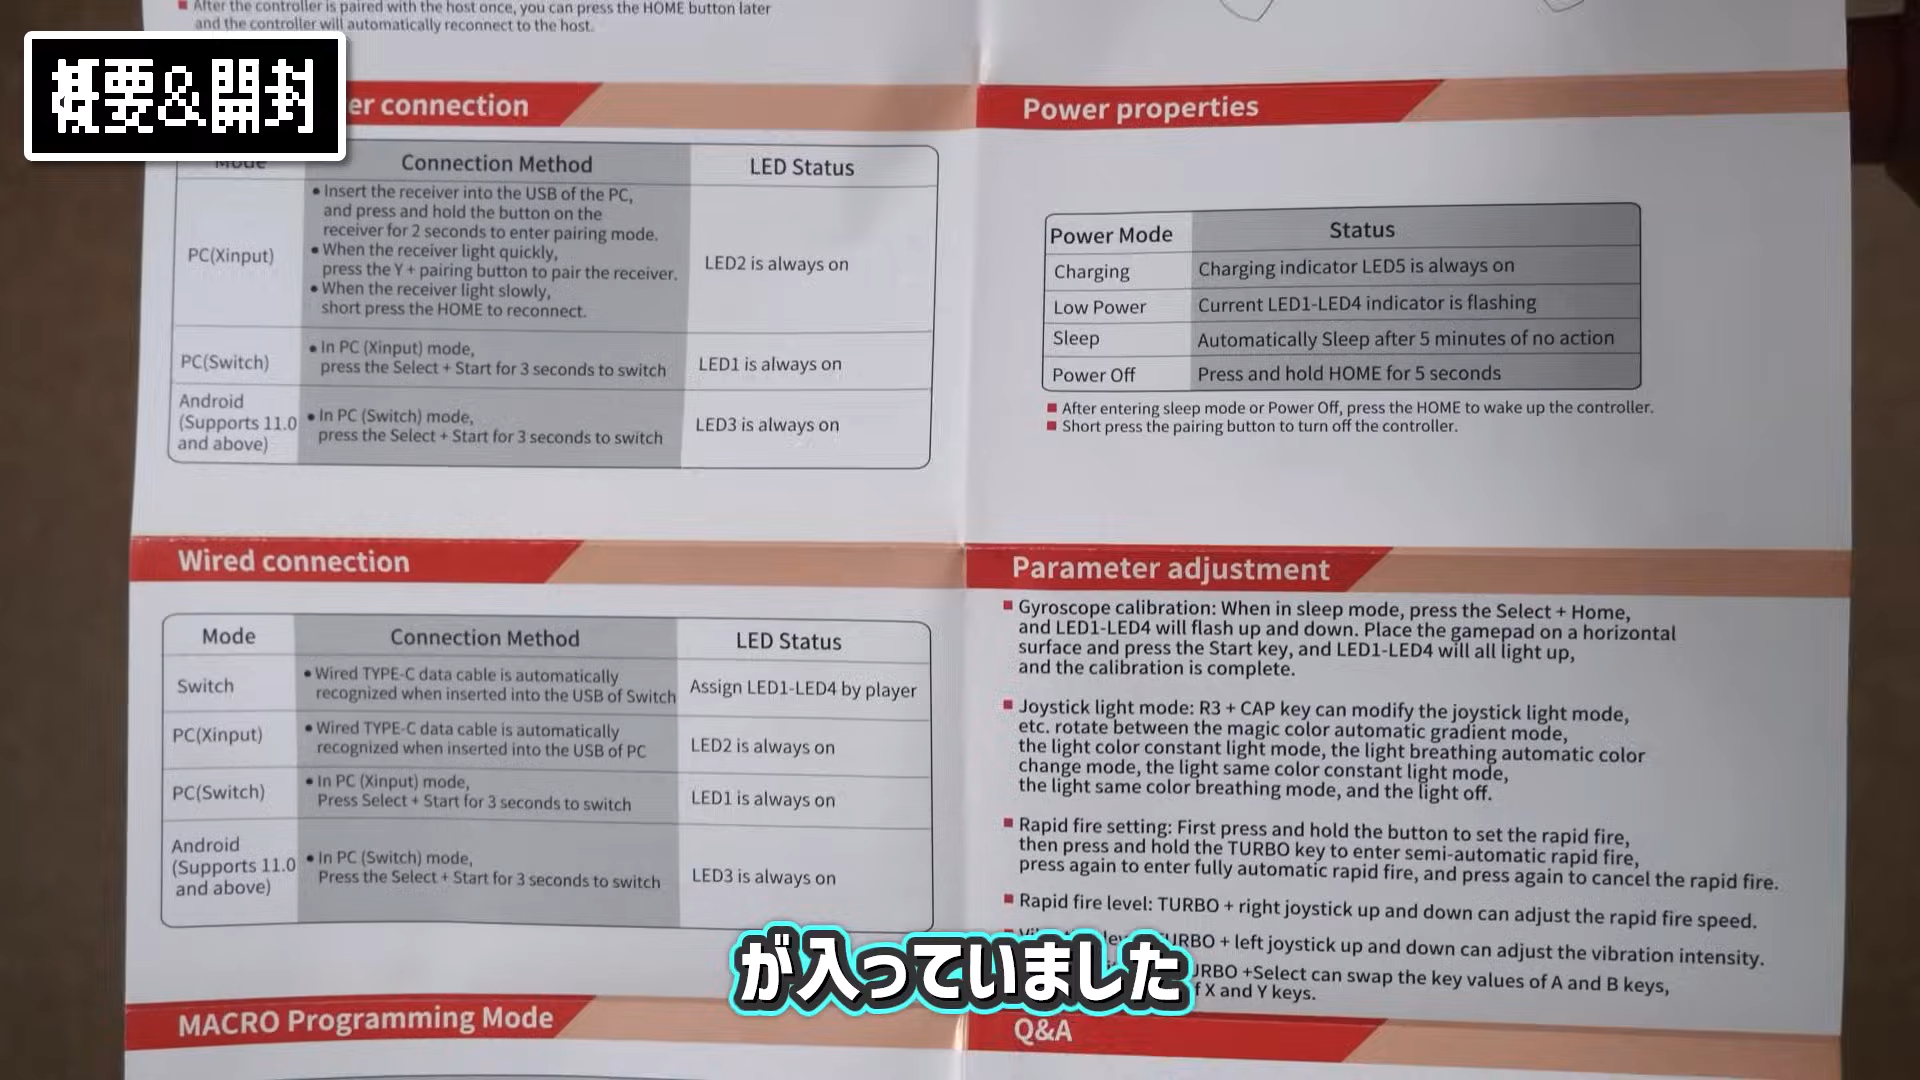 After the controller is paired with the host once, you can press the HOME button later
and the controller will automatically reconnect to the host.
概要&開封
er connection
Mode
Connection Method
LED Status
PC(Xinput)
• Insert the receiver into the USB of the PC,
and press and hold the button on the
receiver for 2 seconds to enter pairing mode.
• When the receiver light quickly,
press the Y + pairing button to pair the receiver.
• When the receiver light slowly,
short press the HOME to reconnect.
LED2 is always on
PC(Switch)
• In PC (Xinput) mode,
press the Select + Start for 3 seconds to switch
LED1 is always on
Android
(Supports 11.0
and above)
• In PC (Switch) mode,
press the Select + Start for 3 seconds to switch
LED3 is always on
Power properties
Power Mode
Status
Charging
Charging indicator LED5 is always on
Low Power
Current LED1-LED4 indicator is flashing
Sleep
Automatically Sleep after 5 minutes of no action
Power Off
Press and hold HOME for 5 seconds
After entering sleep mode or Power Off, press the HOME to wake up the controller.
Short press the pairing button to turn off the controller.
Wired connection
Mode
Connection Method
LED Status
Switch
• Wired TYPE-C data cable is automatically
recognized when inserted into the USB of Switch
Assign LED1-LED4 by player
PC(Xinput)
• Wired TYPE-C data cable is automatically
recognized when inserted into the USB of PC
LED2 is always on
PC(Switch)
• In PC (Xinput) mode,
Press Select + Start for 3 seconds to switch
LED1 is always on
Android
(Supports 11.0
and above)
• In PC (Switch) mode,
Press the Select + Start for 3 seconds to switch
LED3 is always on
Parameter adjustment
Gyroscope calibration: When in sleep mode, press the Select + Home,
and LED1-LED4 will flash up and down. Place the gamepad on a horizontal
surface and press the Start key, and LED1-LED4 will all light up,
and the calibration is complete.
Joystick light mode: R3 + CAP key can modify the joystick light mode,
etc. rotate between the magic color automatic gradient mode,
the light color constant light mode, the light breathing automatic color
change mode, the light same color constant light mode,
the light same color breathing mode, and the light off.
Rapid fire setting: First press and hold the button to set the rapid fire,
then press and hold the TURBO key to enter semi-automatic rapid fire,
press again to enter fully automatic rapid fire, and press again to cancel the rapid fire.
Rapid fire level: TURBO + right joystick up and down can adjust the rapid fire speed.
URBO + left joystick up and down can adjust the vibration intensity.
URBO +Select can swap the key values of A and B keys,
f X and Y keys.
が入っていました
MACRO Programming Mode
Q&A